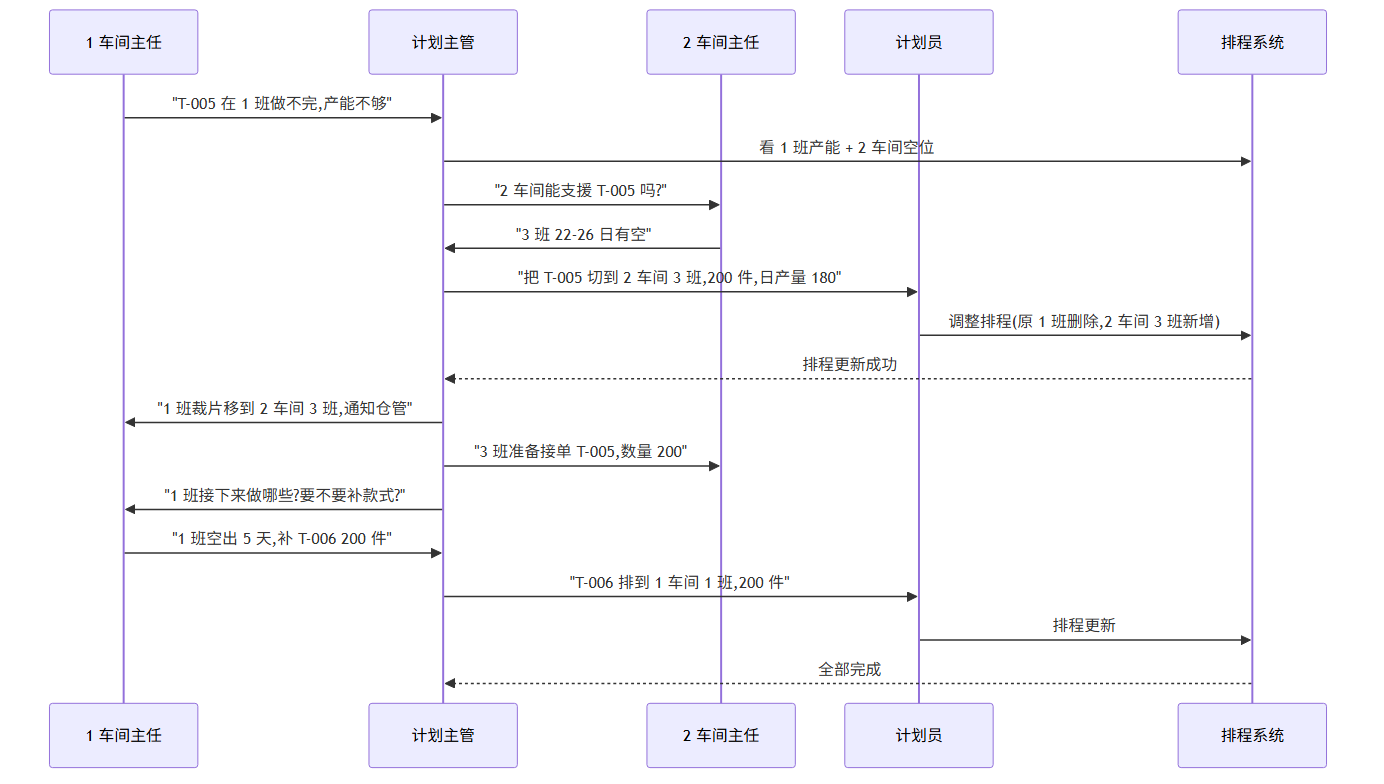 1 车间主任
计划主管
2 车间主任
计划员
排程系统
"T-005 在 1 班做不完,产能不够"
看 1 班产能 + 2 车间空位
"2 车间能支援 T-005 吗?"
"3 班 22-26 日有空"
"把 T-005 切到 2 车间 3 班,200 件,日产量 180"
调整排程(原 1 班删除,2 车间 3 班新增)
排程更新成功
"1 班裁片移到 2 车间 3 班,通知仓管"
"3 班准备接单 T-005,数量 200"
"1 班接下来做哪些?要不要补款式?"
"1 班空出 5 天,补 T-006 200 件"
"T-006 排到 1 车间 1 班,200 件"
排程更新
全部完成
1 车间主任
计划主管
2 车间主任
计划员
排程系统